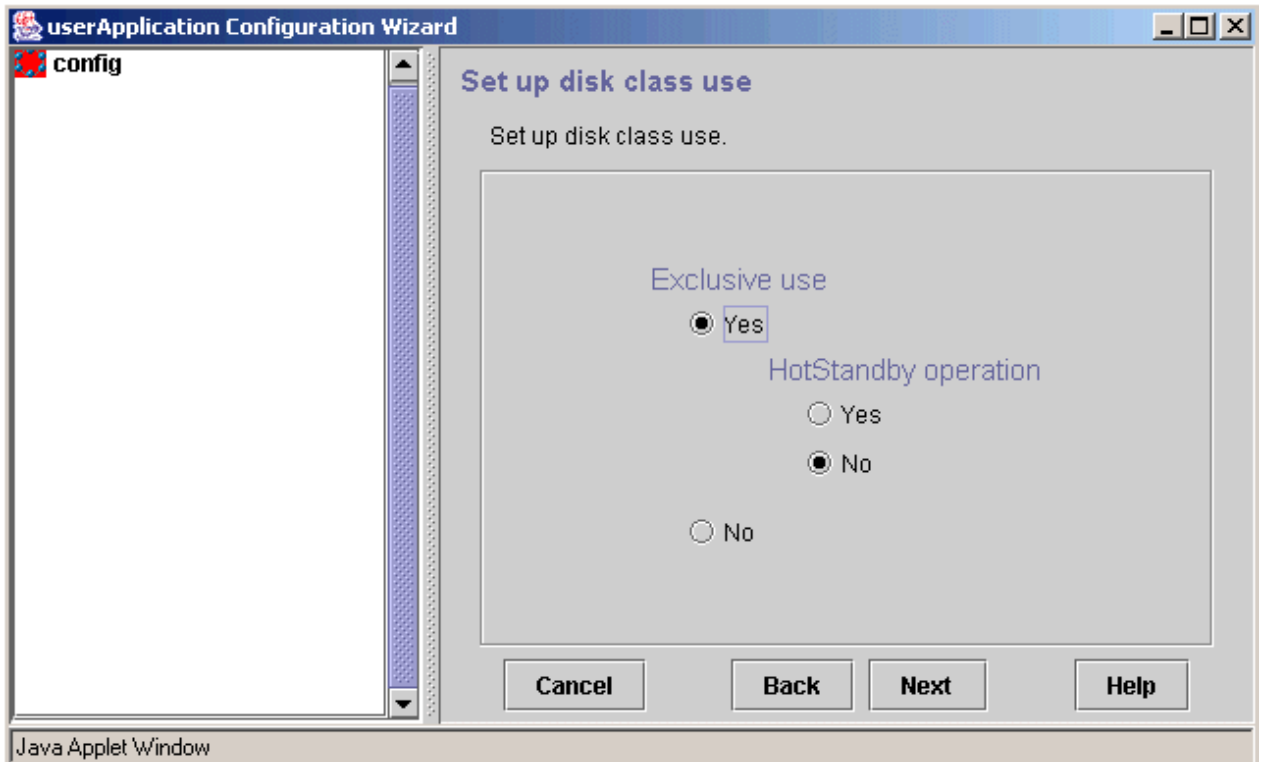 userApplication Configuration Wizard
config
Set up disk class use
Set up disk class use.
Exclusive use
Yes
HotStandby operation
Yes
No
No
Cancel Back Next Help
Java Applet Window